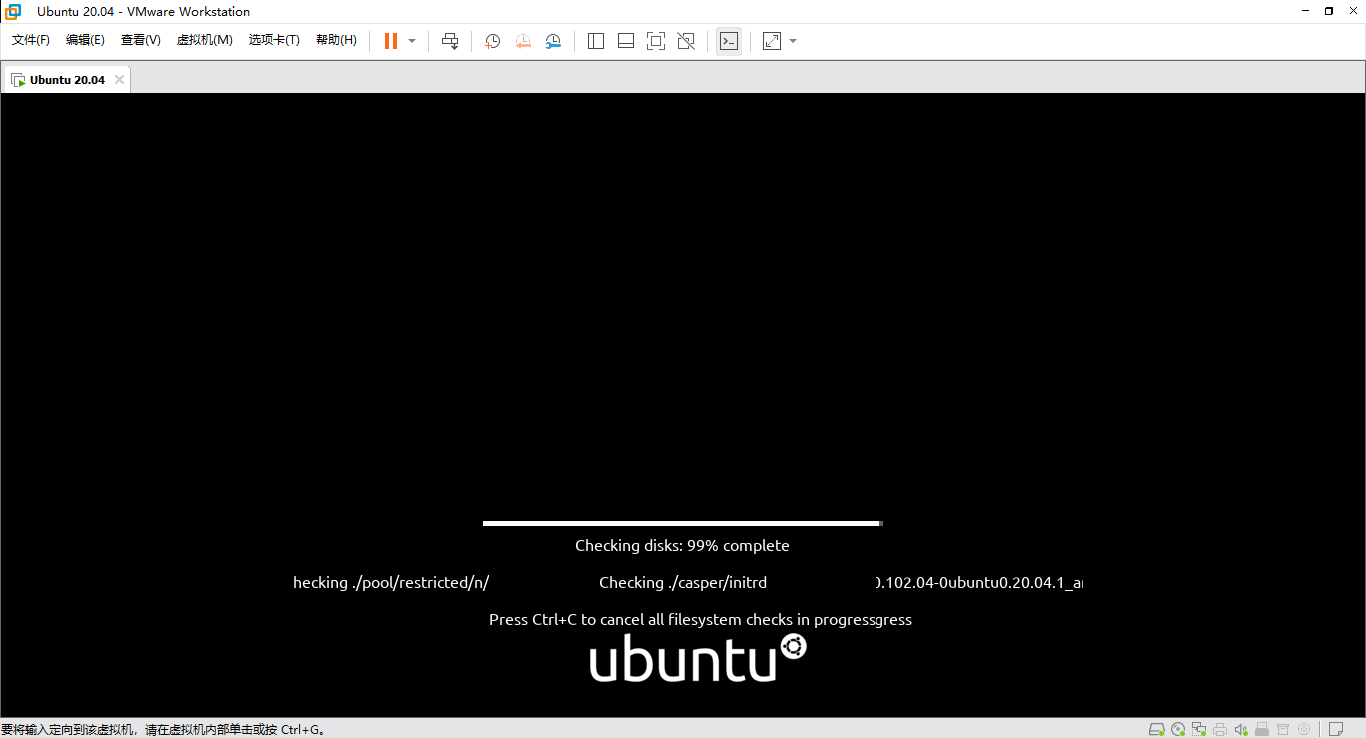 Ubuntu 20.04 - VMware Workstation
文件(F) 编辑(E) 查看(V) 虚拟机(M) 选项卡(T) 帮助(H)
Ubuntu 20.04
Checking disks: 99% complete
hecking ./pool/restricted/n/ Checking ./casper/initrd 0.102.04-0ubuntu0.20.04.1_a
Press Ctrl+C to cancel all filesystem checks in progressgress
ubuntu
要将输入定向到该虚拟机，请在虚拟机内部单击或按 Ctrl+G。